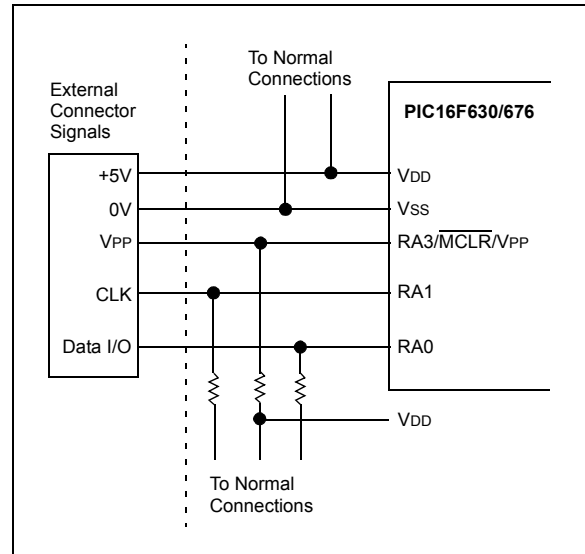 To Normal
Connections
External
Connector
Signals
PIC16F630/676
+5V
VDD
0V
VSS
VPP
RA3/MCLR/VPP
CLK
RA1
Data I/O
RA0
VDD
To Normal
Connections